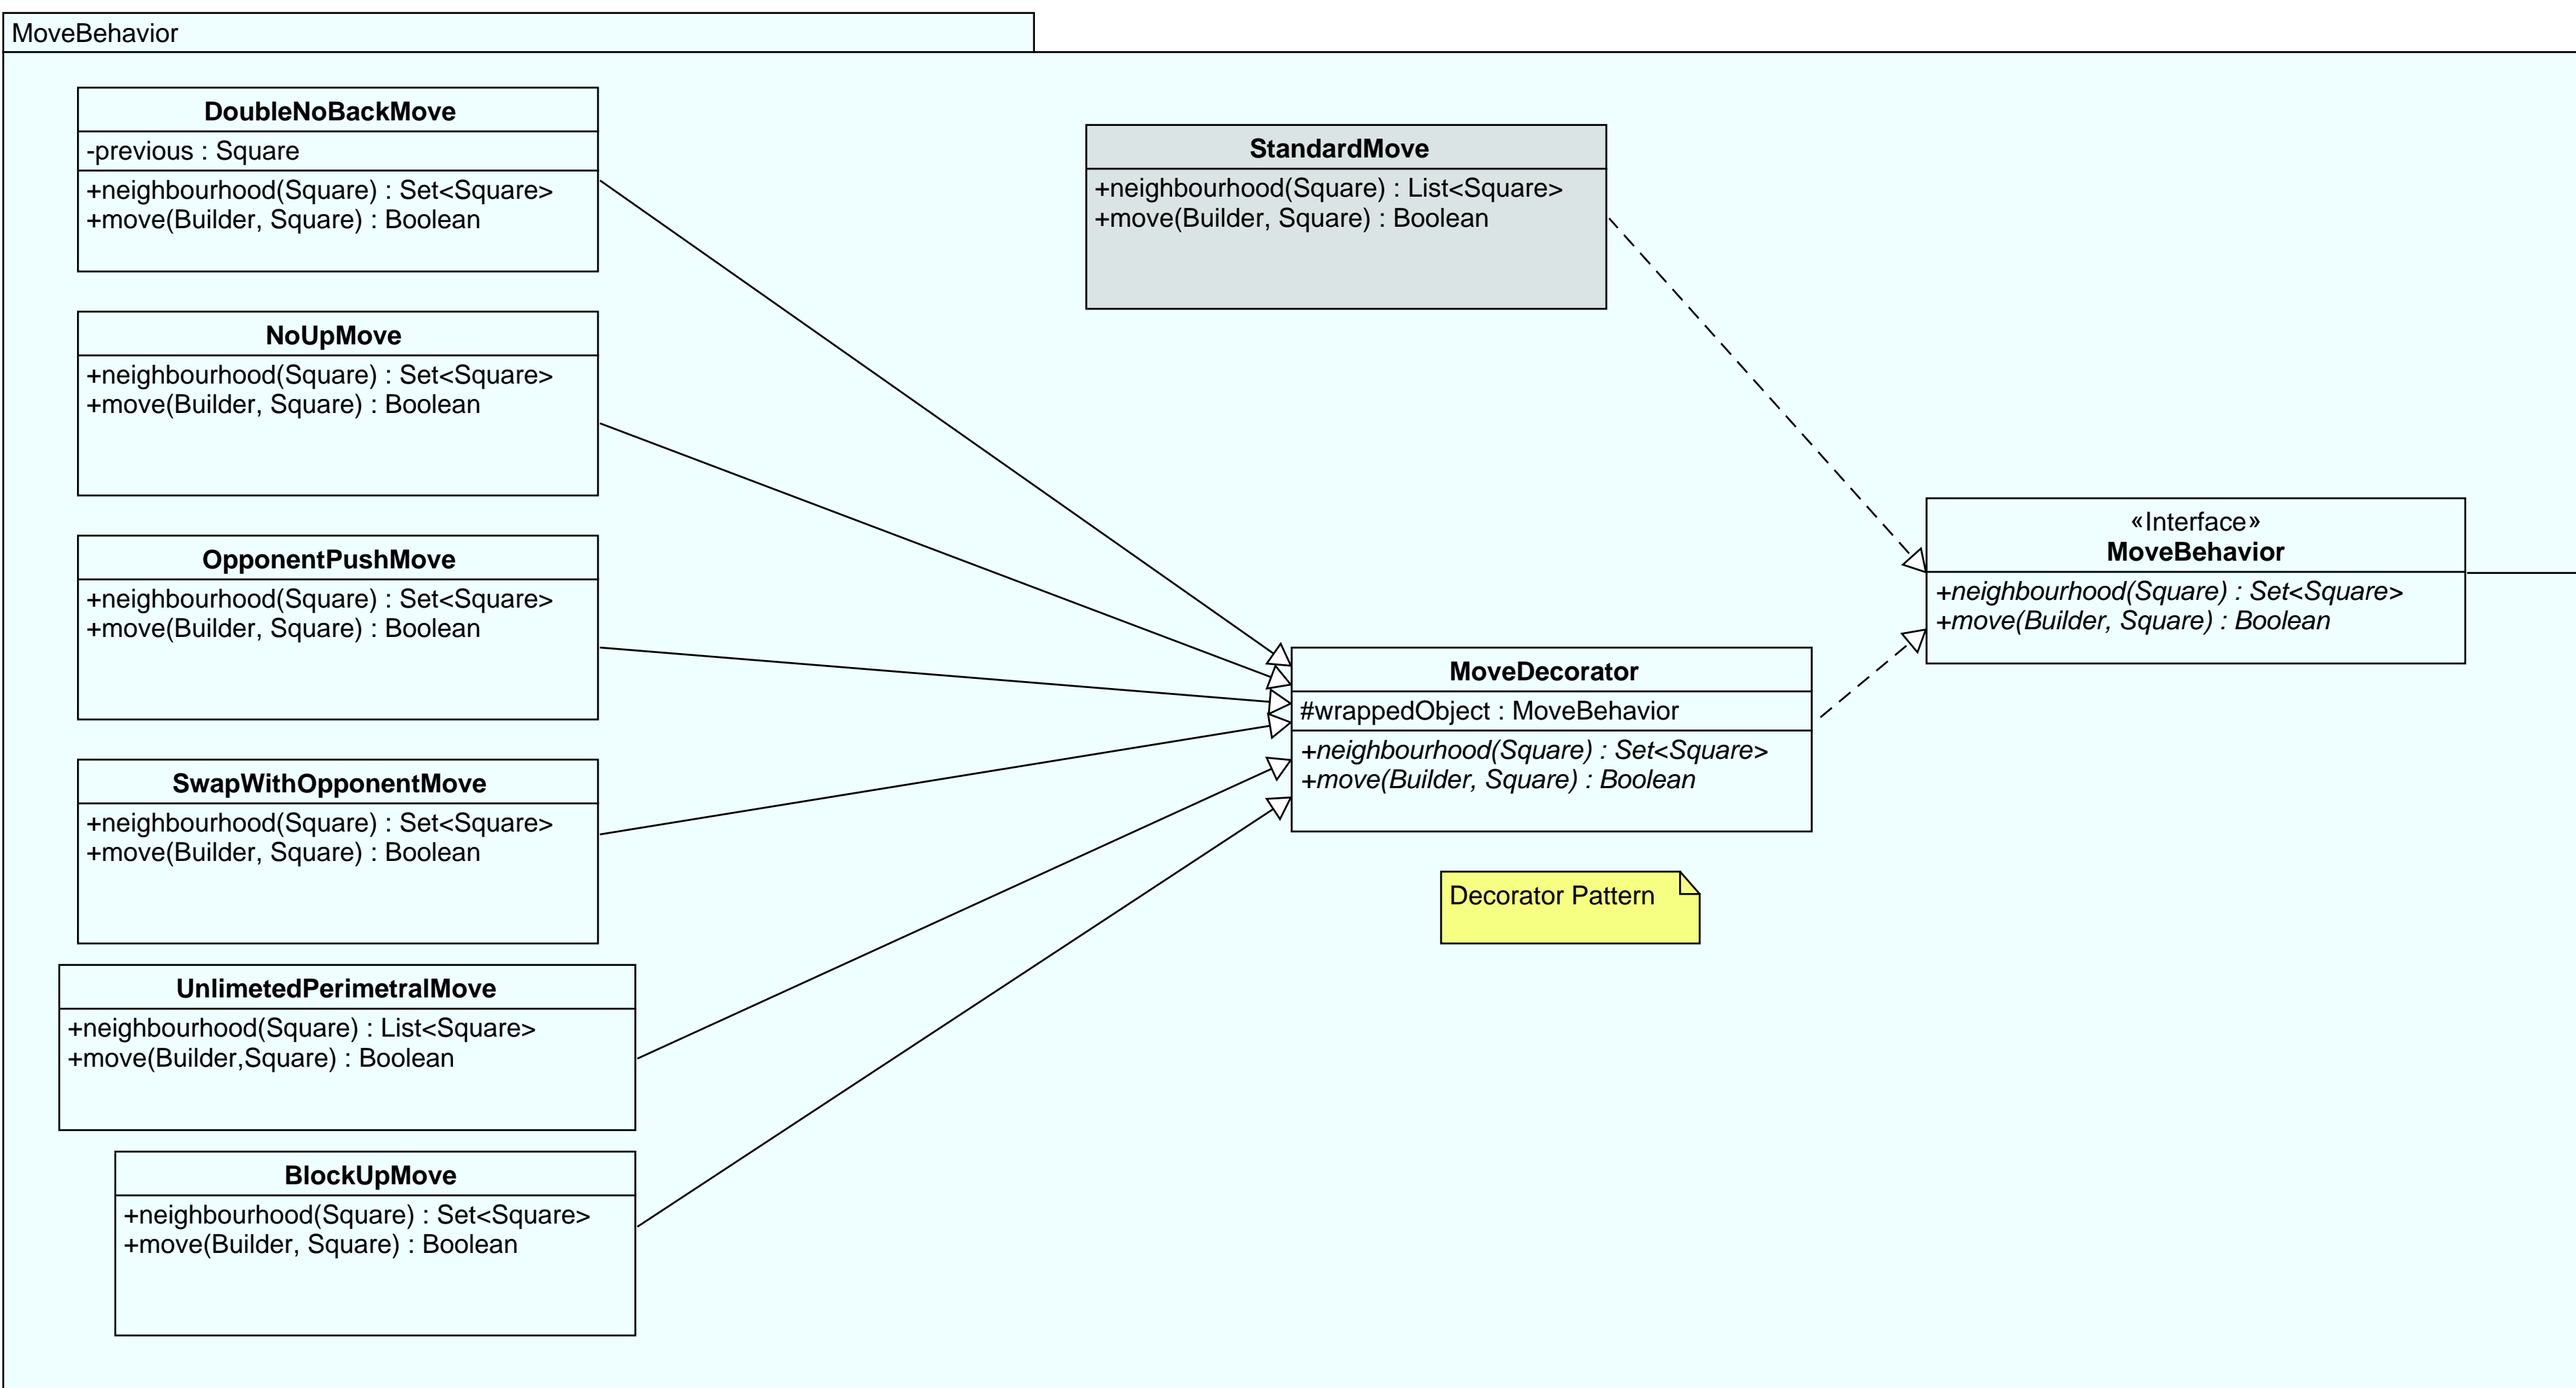 MoveBehavior
DoubleNoBackMove
-previous : Square
+neighbourhood(Square) : Set<Square>
+move(Builder, Square) : Boolean
StandardMove
+neighbourhood(Square) : List<Square>
+move(Builder, Square) : Boolean
NoUpMove
+neighbourhood(Square) : Set<Square>
+move(Builder, Square) : Boolean
«Interface»
MoveBehavior
+neighbourhood(Square) : Set<Square>
+move(Builder, Square) : Boolean
OpponentPushMove
+neighbourhood(Square) : Set<Square>
+move(Builder, Square) : Boolean
MoveDecorator
#wrappedObject : MoveBehavior
+neighbourhood(Square) : Set<Square>
+move(Builder, Square) : Boolean
SwapWithOpponentMove
+neighbourhood(Square) : Set<Square>
+move(Builder, Square) : Boolean
Decorator Pattern
UnlimetedPerimetralMove
+neighbourhood(Square) : List<Square>
+move(Builder,Square) : Boolean
BlockUpMove
+neighbourhood(Square) : Set<Square>
+move(Builder, Square) : Boolean